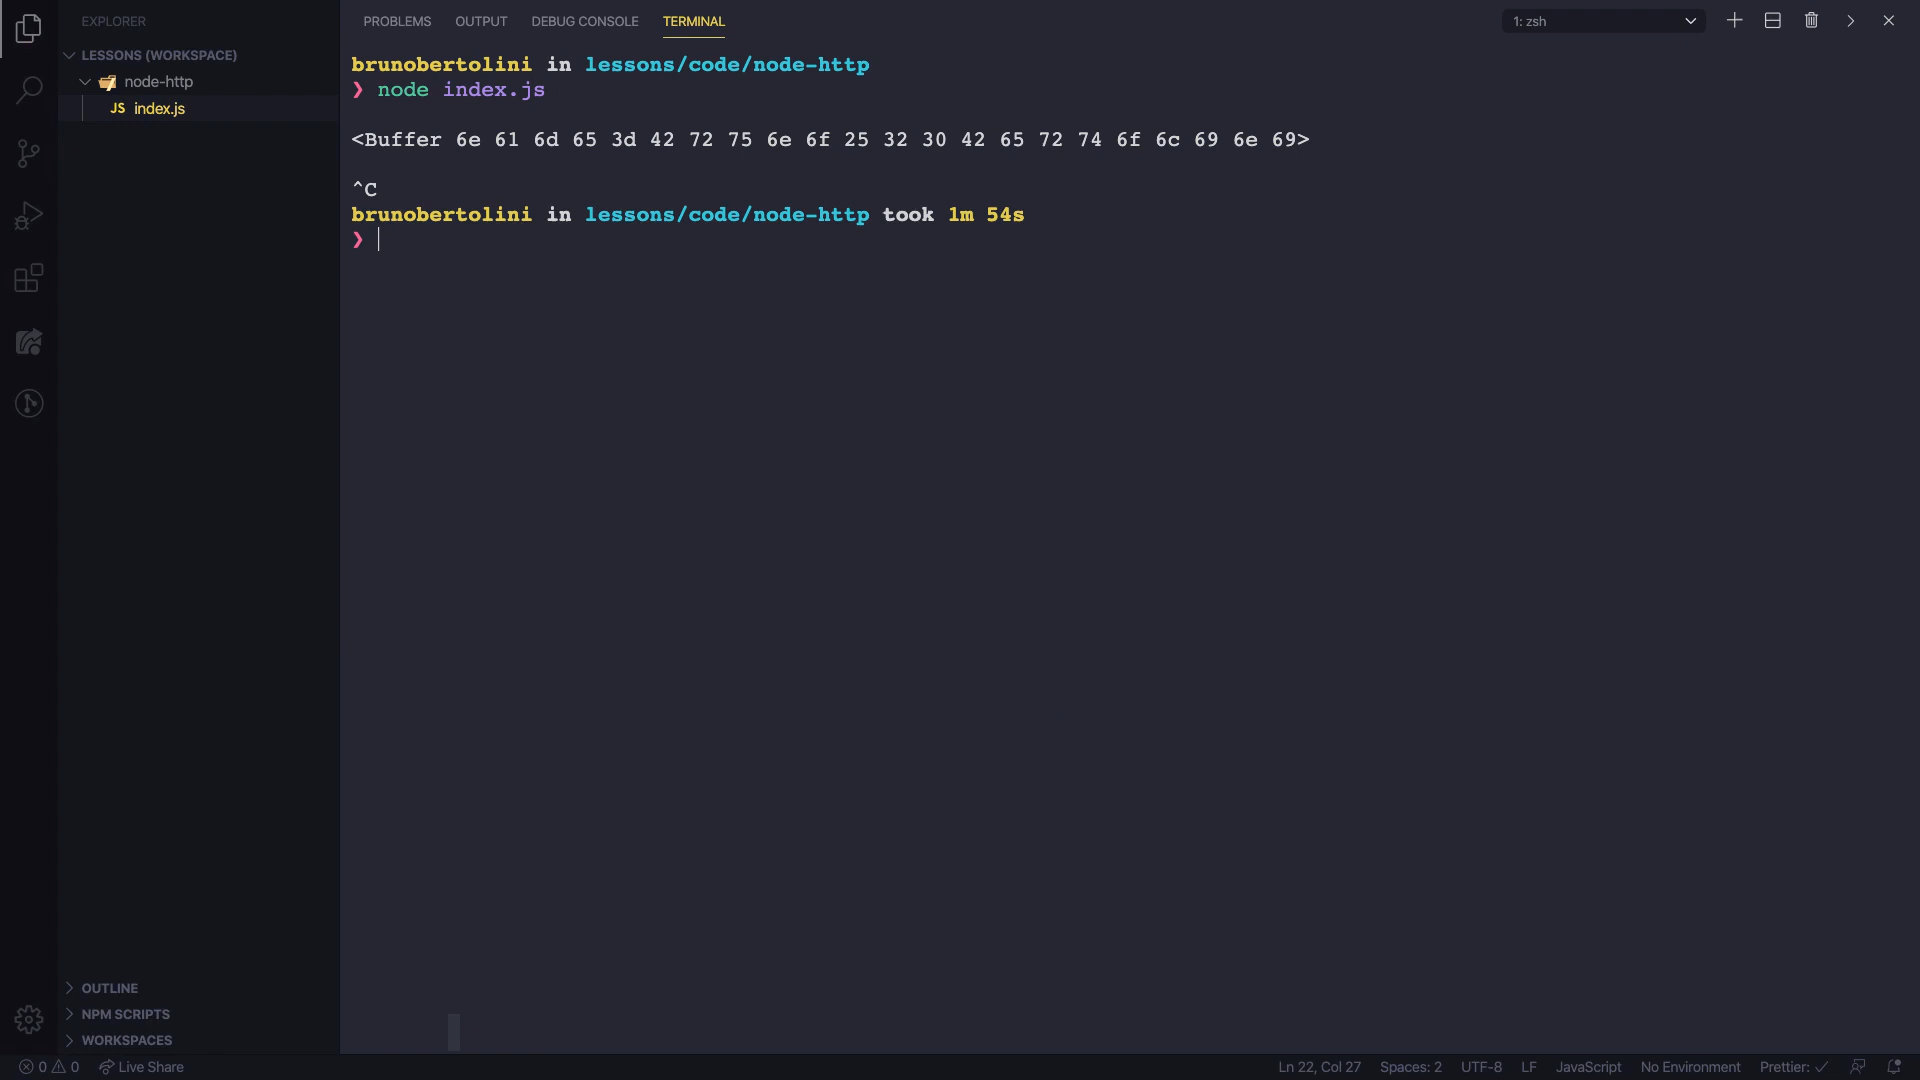 EXPLORER
LESSONS (WORKSPACE)
node-http
JS index.js
OUTLINE
NPM SCRIPTS
WORKSPACES
PROBLEMS OUTPUT DEBUG CONSOLE TERMINAL
1: zsh
brunobertolini in lessons/code/node-http
❯ node index.js
<Buffer 6e 61 6d 65 3d 42 72 75 6e 6f 25 32 30 42 65 72 74 6f 6c 69 6e 69>
^C
brunobertolini in lessons/code/node-http took 1m 54s
❯
0 0 Live Share
Ln 22, Col 27 Spaces: 2 UTF-8 LF JavaScript No Environment Prettier: ✓